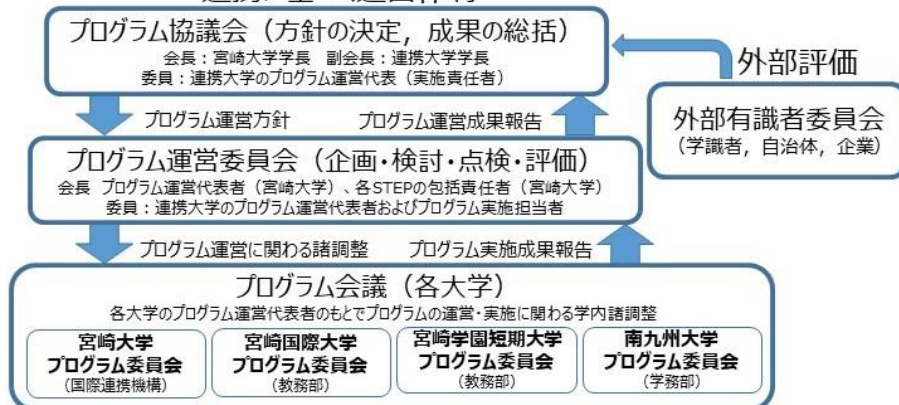 プログラム協議会（方針の決定，成果の総括）
会長：宮崎大学学長　副会長：連携大学学長
委員：連携大学のプログラム運営代表（実施責任者）
外部評価
外部有識者委員会
（学識者，自治体，企業）
プログラム運営方針
プログラム運営成果報告
プログラム運営委員会（企画・検討・点検・評価）
会長　プログラム運営代表者（宮崎大学）、各STEPの包括責任者（宮崎大学）
委員：連携大学のプログラム運営代表者およびプログラム実施担当者
プログラム運営に関わる諸調整
プログラム実施成果報告
プログラム会議（各大学）
各大学のプログラム運営代表者のもとでプログラムの運営・実施に関わる学内諸調整
宮崎大学
プログラム委員会
（国際連携機構）
宮崎国際大学
プログラム委員会
（教務部）
宮崎学園短期大学
プログラム委員会
（教務部）
南九州大学
プログラム委員会
（学務部）